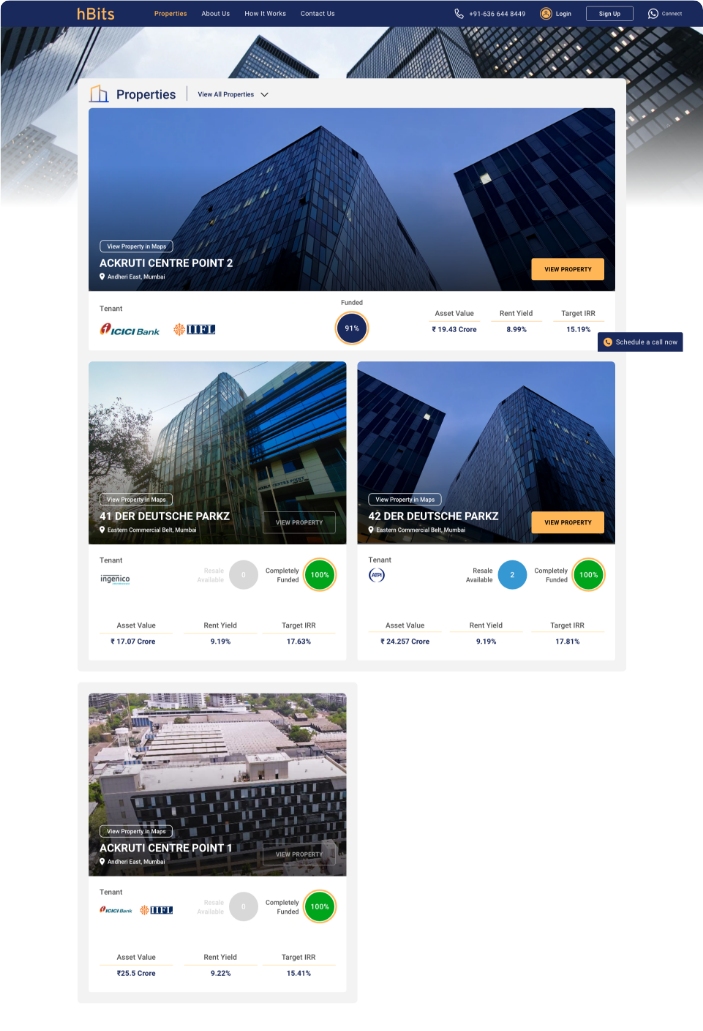 hBits
Properties About Us How It Works Contact Us +91-636 644 8449 Login Sign Up Connect
Properties View All Properties
View Property in Maps
ACKRUTI CENTRE POINT 2
Andheri East, Mumbai
VIEW PROPERTY
Tenant
ICICI Bank IIFL
Funded
91%
Asset Value Rent Yield Target IRR
₹ 19.43 Crore 8.99% 15.19%
Schedule a call now
View Property in Maps
41 DER DEUTSCHE PARKZ
Eastern Commercial Belt, Mumbai
VIEW PROPERTY
Tenant
ingenico
Resale Available 0
Completely Funded 100%
Asset Value Rent Yield Target IRR
₹ 17.07 Crore 9.19% 17.63%
View Property in Maps
42 DER DEUTSCHE PARKZ
Eastern Commercial Belt, Mumbai
VIEW PROPERTY
Tenant
Resale Available 2
Completely Funded 100%
Asset Value Rent Yield Target IRR
₹ 24.257 Crore 9.19% 17.81%
View Property in Maps
ACKRUTI CENTRE POINT 1
Andheri East, Mumbai
VIEW PROPERTY
Tenant
ICICI Bank IIFL
Resale Available 0
Completely Funded 100%
Asset Value Rent Yield Target IRR
₹25.5 Crore 9.22% 15.41%